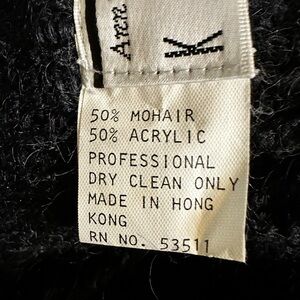 50% MOHAIR
50% ACRYLIC
PROFESSIONAL
DRY CLEAN ONLY
MADE IN HONG
KONG
RN NO. 53511